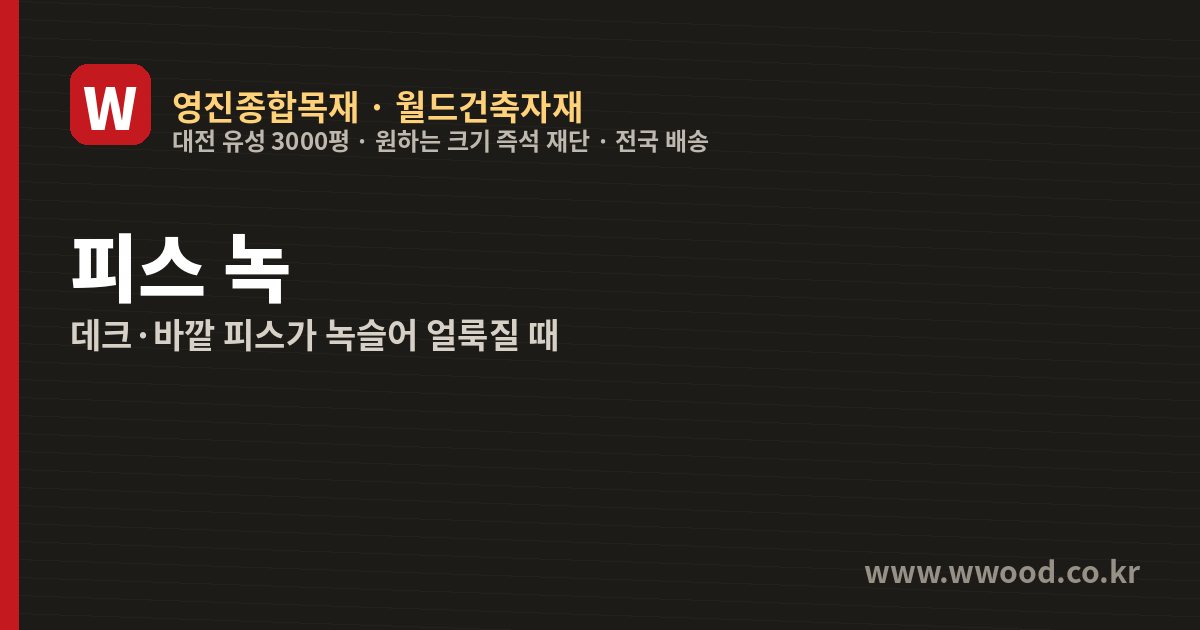 W
영진종합목재 · 월드건축자재
대전 유성 3000평 · 원하는 크기 즉석 재단 · 전국 배송
피스 녹
데크·바깥 피스가 녹슬어 얼룩질 때
www.wwood.co.kr